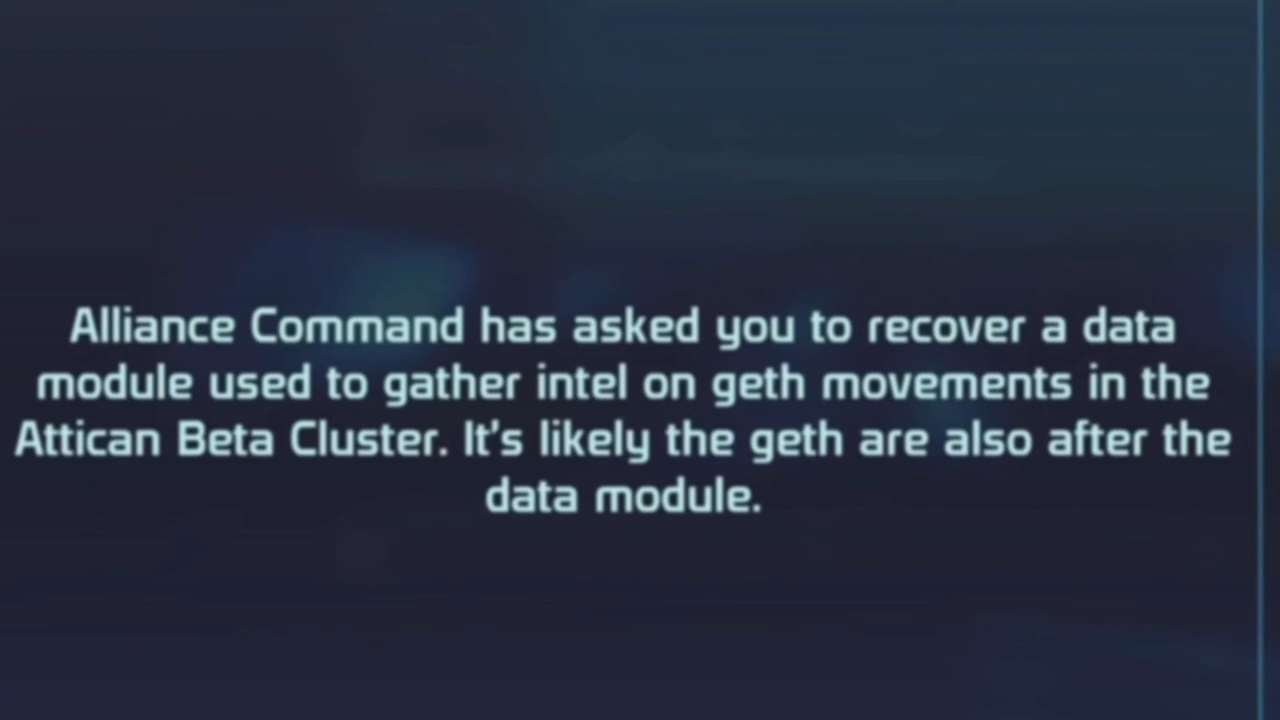 Alliance Command has asked you to recover a data
module used to gather intel on geth movements in the
Attican Beta Cluster. It's likely the geth are also after the
data module.